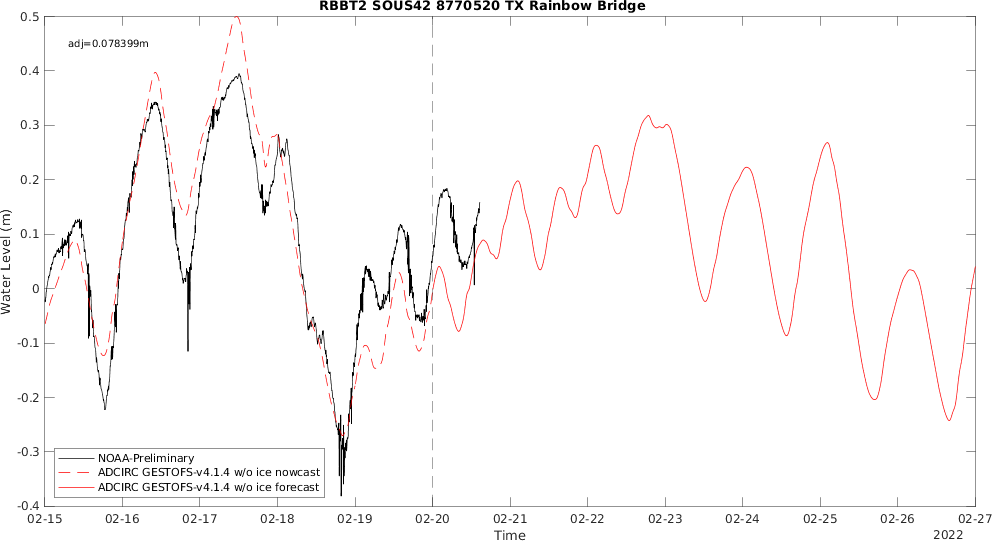 RBBT2 SOUS42 8770520 TX Rainbow Bridge
adj=0.078399m
0.5
0.4
0.3
0.2
0.1
0
-0.1
-0.2
-0.3
-0.4
Water Level (m)
NOAA-Preliminary
ADCIRC GESTOFS-v4.1.4 w/o ice nowcast
ADCIRC GESTOFS-v4.1.4 w/o ice forecast
02-15 02-16 02-17 02-18 02-19 02-20 02-21 02-22 02-23 02-24 02-25 02-26 02-27
Time
2022